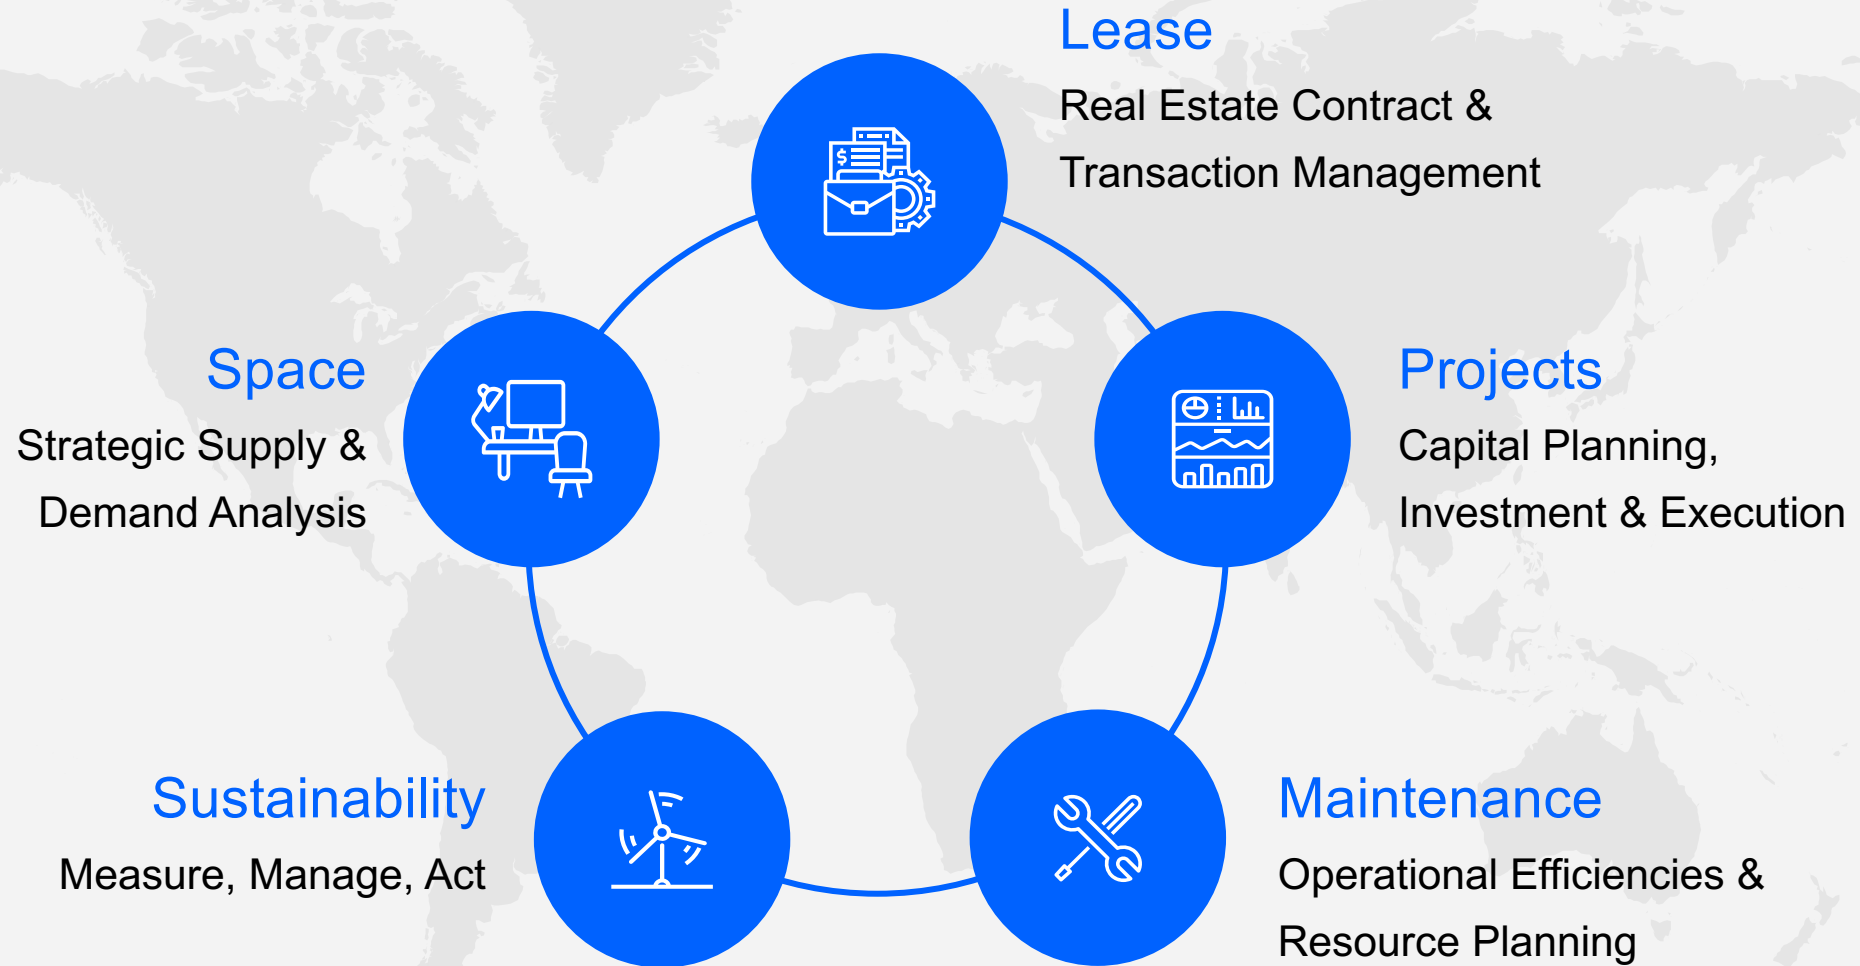 Lease
Real Estate Contract &
Transaction Management
$
Space
Strategic Supply &
Demand Analysis
Projects
Capital Planning,
Investment & Execution
Sustainability
Measure, Manage, Act
Maintenance
Operational Efficiencies &
Resource Planning